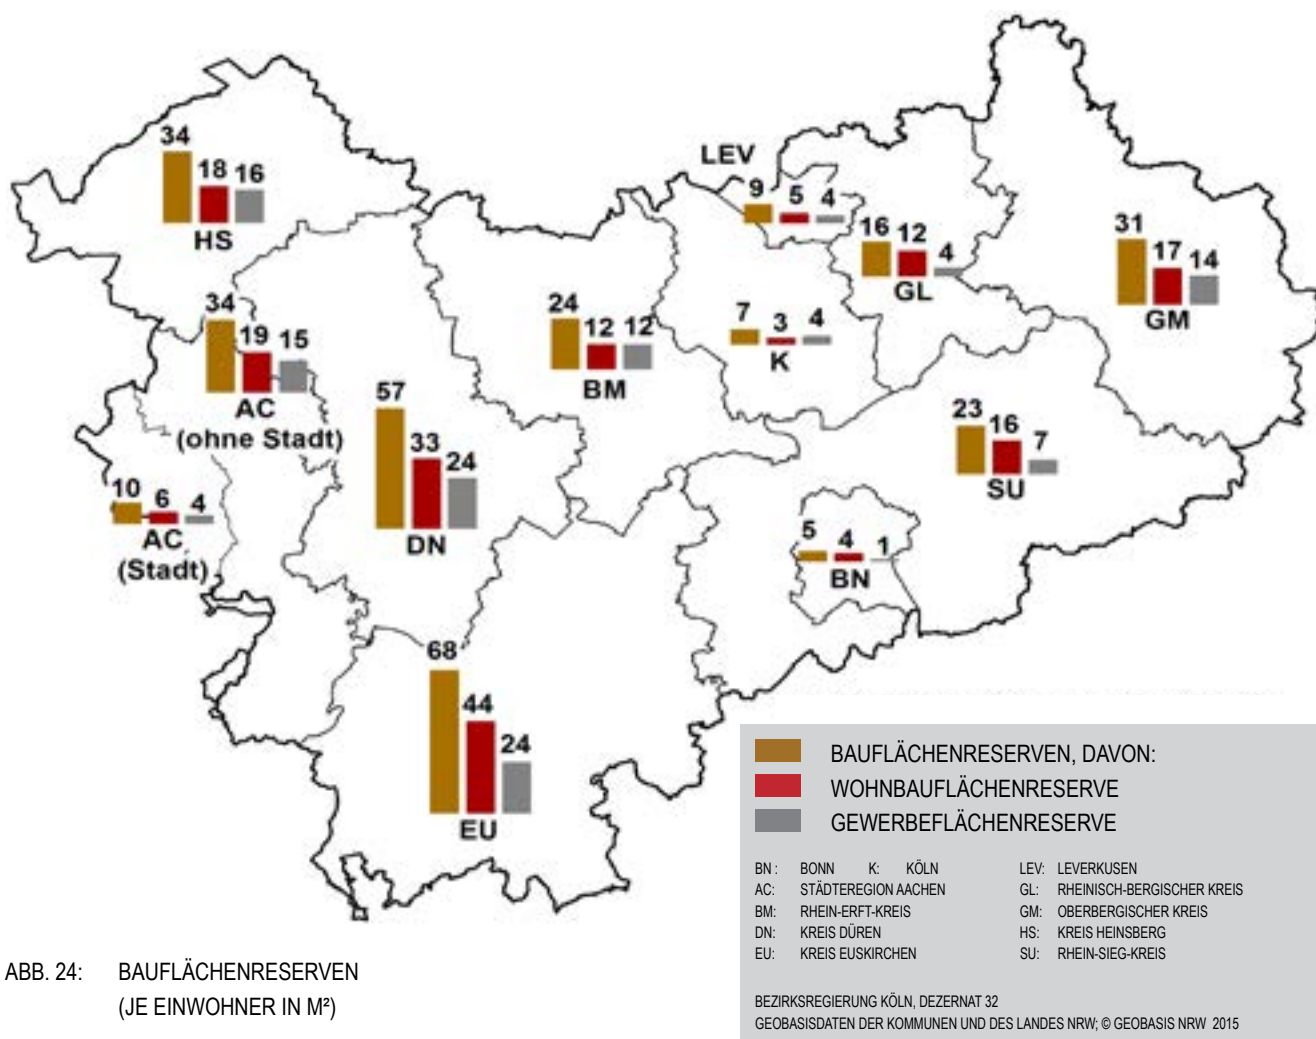 34
18
16
HS
LEV
9
5
4
16
12
4
GL
31
17
14
GM
34
19
15
AC
(ohne Stadt)
24
12
12
BM
7
3
4
K
57
33
24
DN
23
16
7
SU
10
6
4
AC
(Stadt)
5
4
1
BN
68
44
24
EU
BAUFLÄCHENRESERVEN, DAVON:
WOHNBAUFLÄCHENRESERVE
GEWERBEFLÄCHENRESERVE
BN : BONN K: KÖLN LEV: LEVERKUSEN
AC: STÄDTEREGION AACHEN GL: RHEINISCH-BERGISCHER KREIS
BM: RHEIN-ERFT-KREIS GM: OBERBERGISCHER KREIS
DN: KREIS DÜREN HS: KREIS HEINSBERG
EU: KREIS EUSKIRCHEN SU: RHEIN-SIEG-KREIS
BEZIRKSREGIERUNG KÖLN, DEZERNAT 32
GEOBASISDATEN DER KOMMUNEN UND DES LANDES NRW; © GEOBASIS NRW 2015
ABB. 24: BAUFLÄCHENRESERVEN
(JE EINWOHNER IN M²)